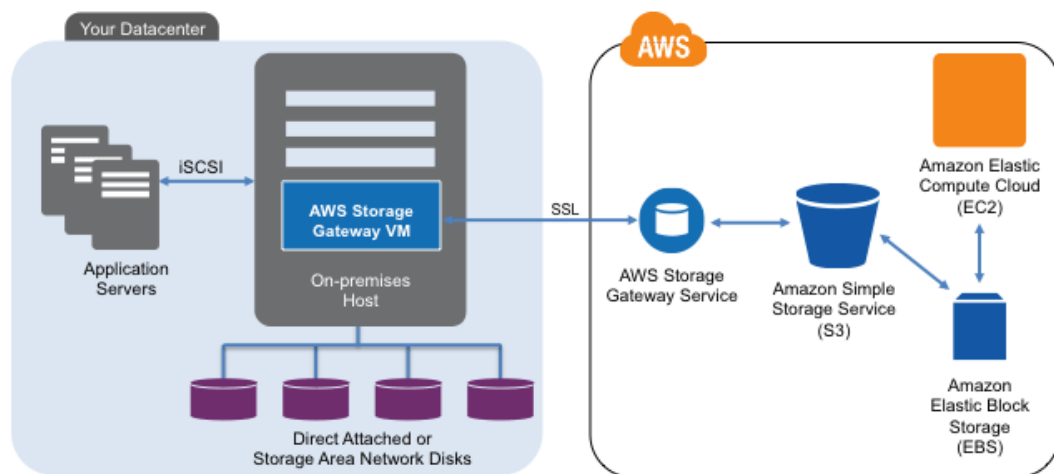 Your Datacenter
AWS
iSCSI
AWS Storage
Gateway VM
SSL
Application
Servers
On-premises
Host
Direct Attached or
Storage Area Network Disks
AWS Storage
Gateway Service
Amazon Simple
Storage Service
(S3)
Amazon Elastic
Compute Cloud
(EC2)
Amazon
Elastic Block
Storage
(EBS)